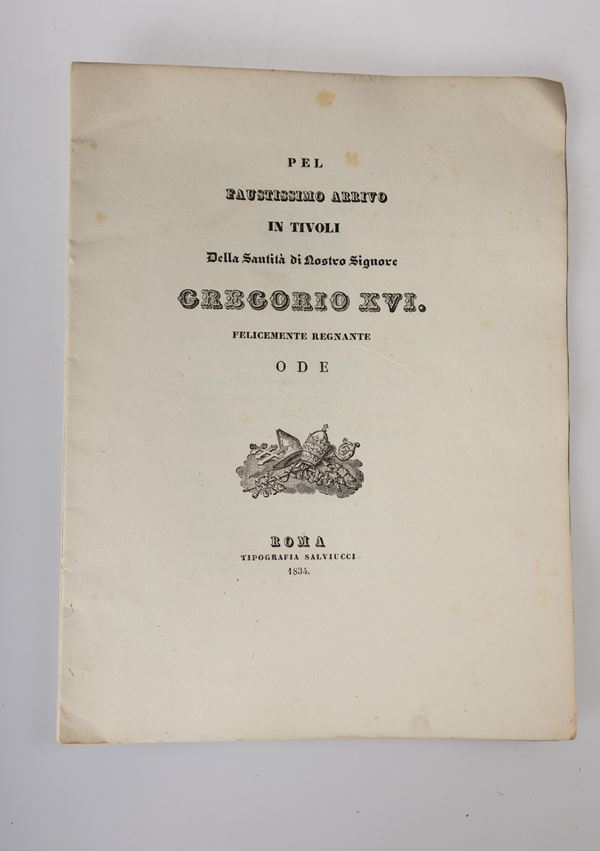 PEL
FAUSTISSIMO ARRIVO
IN TIVOLI
Della Santità di Nostro Signore
GREGORIO XVI.
FELICEMENTE REGNANTE
ODE
ROMA
TIPOGRAFIA SALVIUCCI
1834.